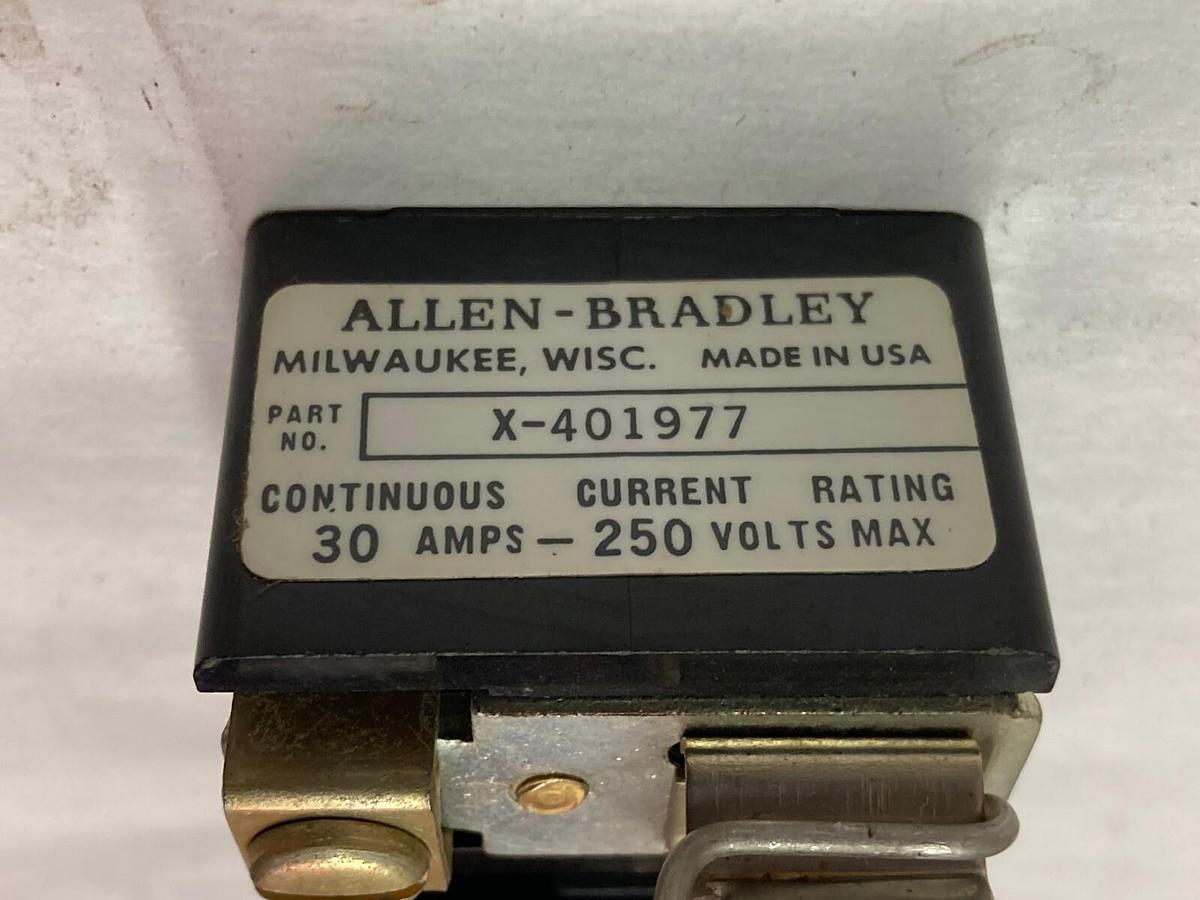 ALLEN-BRADLEY
MILWAUKEE, WISC. MADE IN USA
PART NO. X-401977
CONTINUOUS CURRENT RATING
30 AMPS — 250 VOLTS MAX